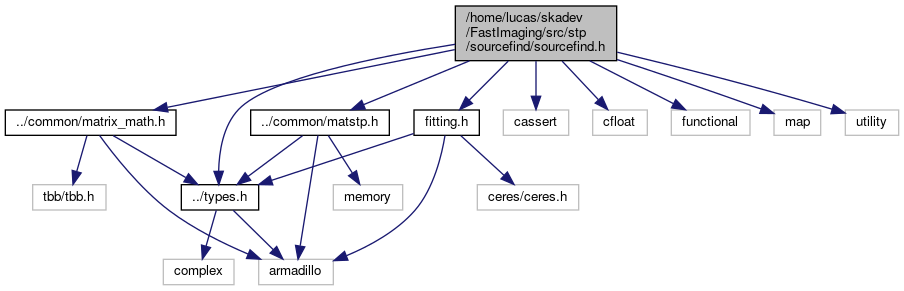 /home/lucas/skadev
/FastImaging/src/stp
/sourcefind/sourcefind.h
../common/matrix_math.h
../common/matstp.h
fitting.h
cassert
cfloat
functional
map
utility
tbb/tbb.h
../types.h
memory
ceres/ceres.h
complex
armadillo